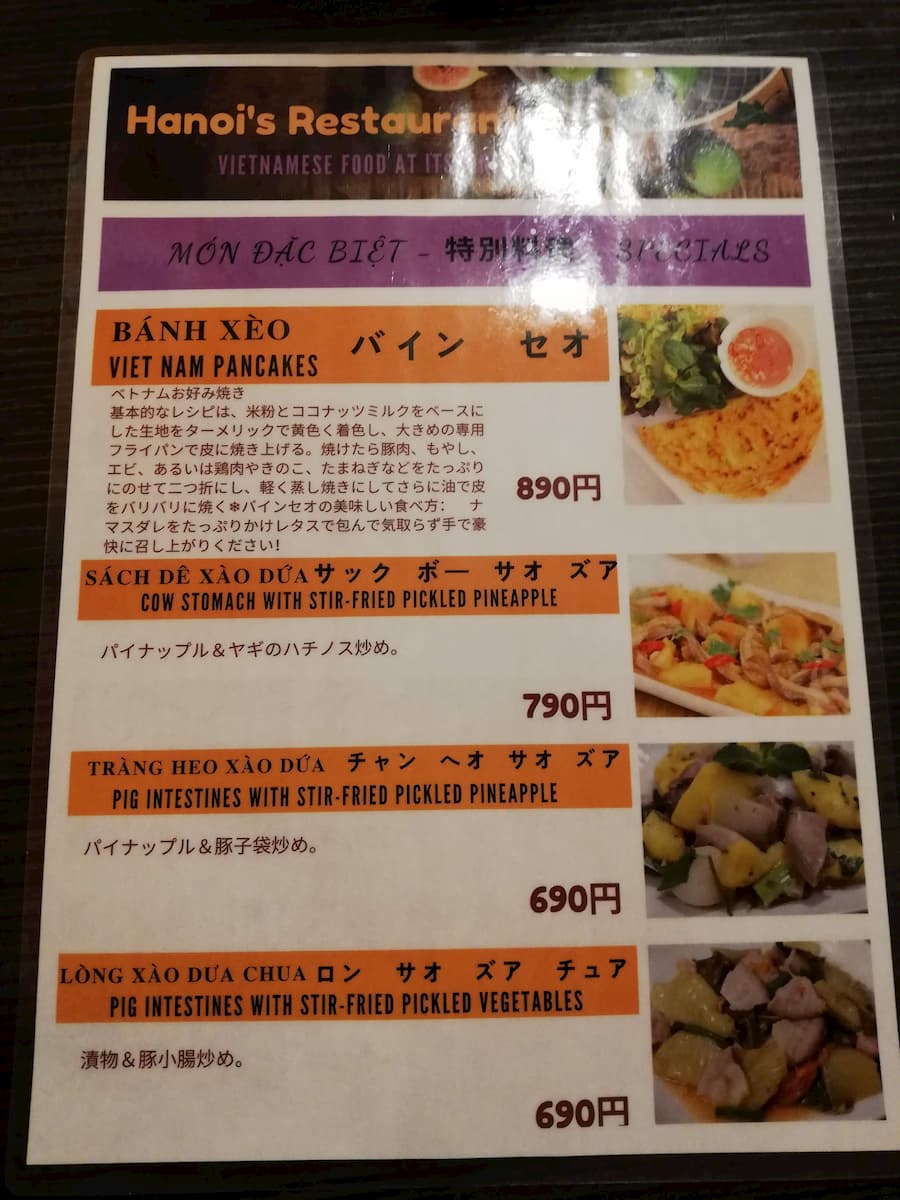 Hanoi's Restaurant
VIETNAMESE FOOD AT ITS
MÓN ĐẶC BIỆT - 特別料理 SPECIALS
BÁNH XÈO バイン セオ
VIET NAM PANCAKES
ベトナムお好み焼き
基本的なレシピは、米粉とココナッツミルクをベースに
した生地をターメリックで黄色く着色し、大きめの専用
フライパンで皮に焼き上げる。焼けたら豚肉、もやし、
エビ、あるいは鶏肉やきのこ、たまねぎなどをたっぷり
にのせて二つ折にし、軽く蒸し焼きにしてさらに油で皮
をバリバリに焼く❄バインセオの美味しい食べ方： ナ
マスダレをたっぷりかけレタスで包んで気取らず手で豪
快に召し上がりください!
890円
SÁCH DÊ XÀO DỨA サック ボー サオ ズア
COW STOMACH WITH STIR-FRIED PICKLED PINEAPPLE
パイナップル＆ヤギのハチノス炒め。
790円
TRÀNG HEO XÀO DỨA チャン ヘオ サオ ズア
PIG INTESTINES WITH STIR-FRIED PICKLED PINEAPPLE
パイナップル＆豚子袋炒め。
690円
LÒNG XÀO DƯA CHUA ロン サオ ズア チュア
PIG INTESTINES WITH STIR-FRIED PICKLED VEGETABLES
漬物＆豚小腸炒め。
690円